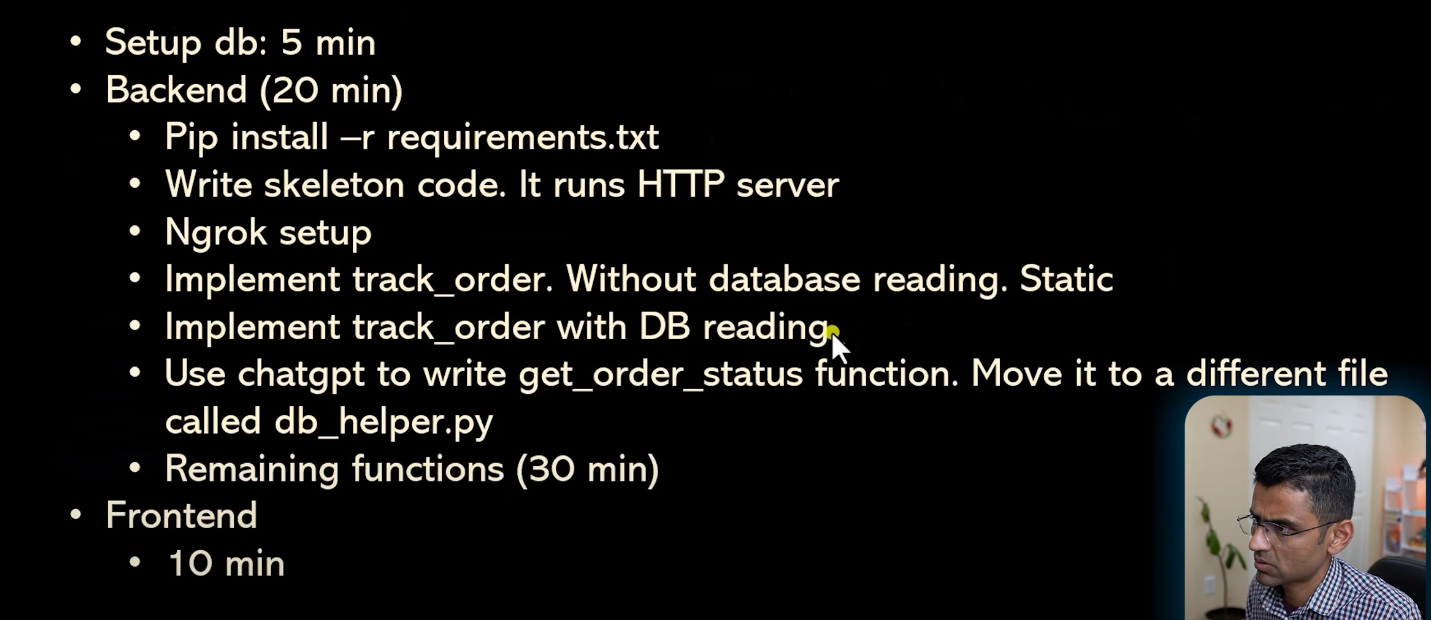 • Setup db: 5 min
• Backend (20 min)
• Pip install –r requirements.txt
• Write skeleton code. It runs HTTP server
• Ngrok setup
• Implement track_order. Without database reading. Static
• Implement track_order with DB reading
• Use chatgpt to write get_order_status function. Move it to a different file
called db_helper.py
• Remaining functions (30 min)
• Frontend
• 10 min